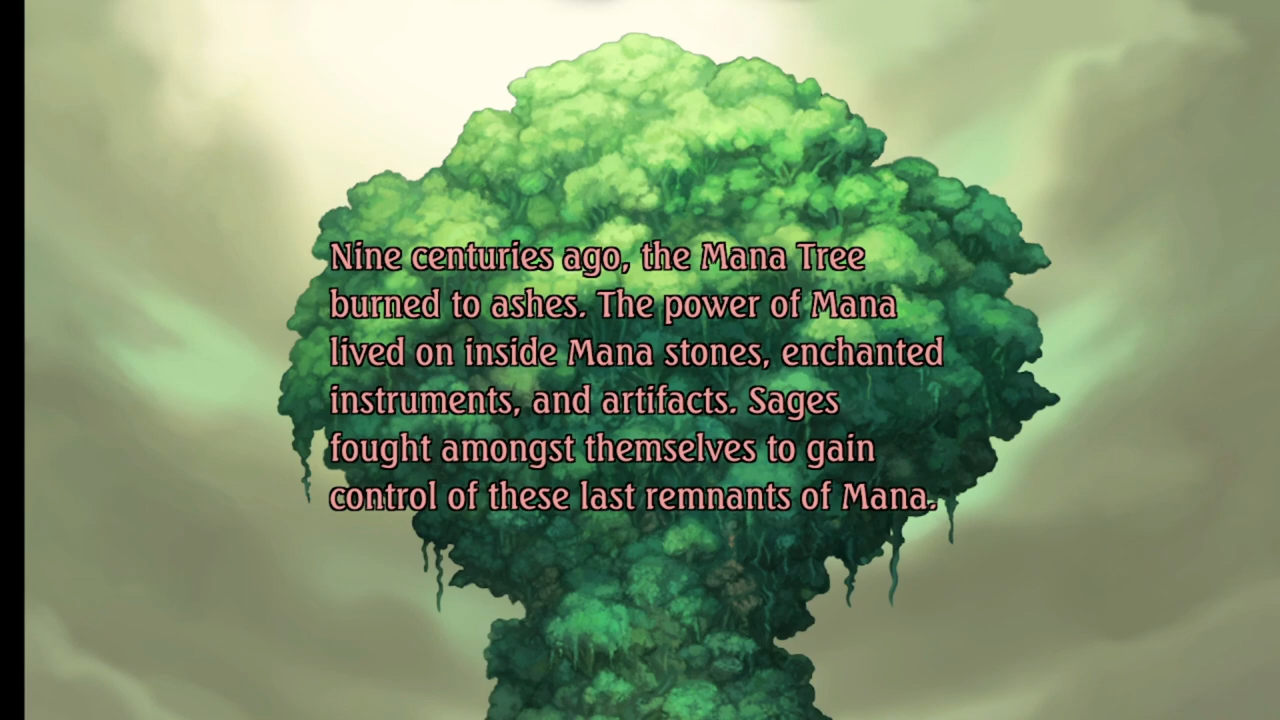 Nine centuries ago, the Mana Tree
burned to ashes. The power of Mana
lived on inside Mana stones, enchanted
instruments, and artifacts. Sages
fought amongst themselves to gain
control of these last remnants of Mana.